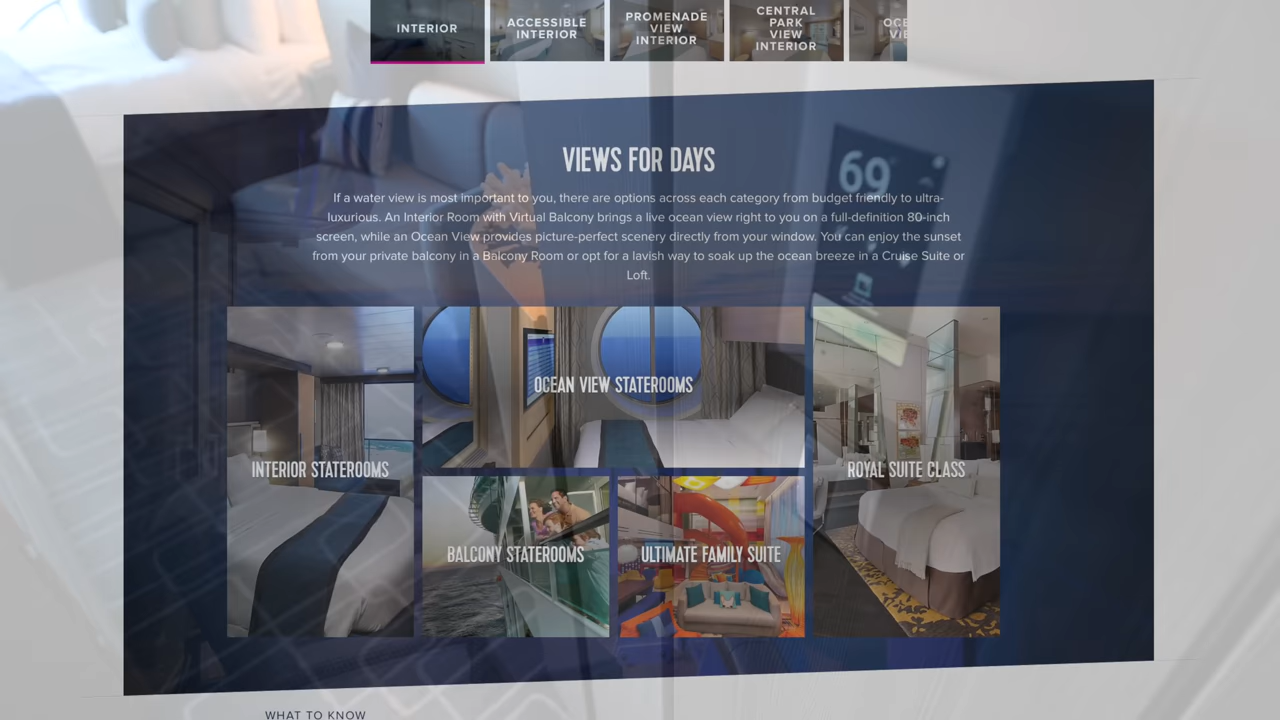 INTERIOR
ACCESSIBLE
INTERIOR
PROMENADE
VIEW
INTERIOR
CENTRAL
PARK
VIEW
INTERIOR
VIEWS FOR DAYS
69
If a water view is most important to you, there are options across each category from budget friendly to ultra-
luxurious. An Interior Room with Virtual Balcony brings a live ocean view right to you on a full-definition 80-inch
screen, while an Ocean View provides picture-perfect scenery directly from your window. You can enjoy the sunset
from your private balcony in a Balcony Room or opt for a lavish way to soak up the ocean breeze in a Cruise Suite or
Loft.
OCEAN VIEW STATEROOMS
INTERIOR STATEROOMS
ROYAL SUITE CLASS
BALCONY STATEROOMS
ULTIMATE FAMILY SUITE
WHAT TO KNOW